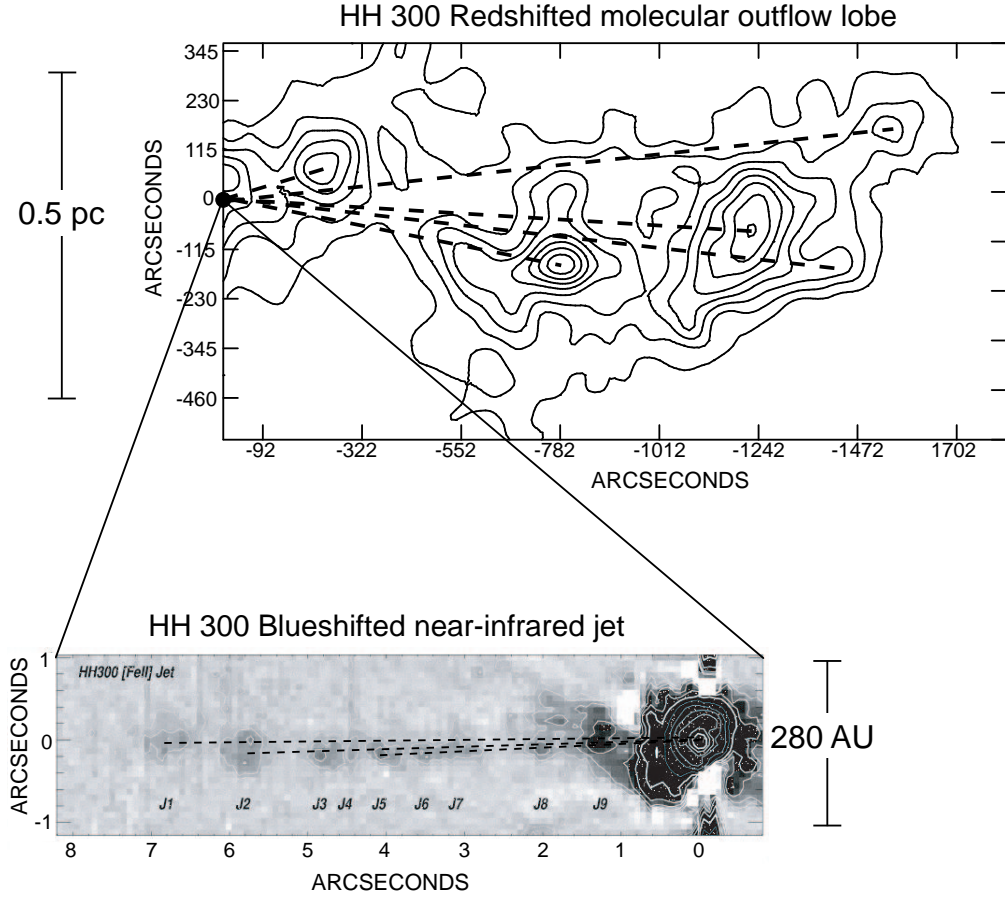 HH 300 Redshifted molecular outflow lobe
345
230
115
0
-115
-230
-345
-460
ARCSECONDS
0.5 pc
-92 -322 -552 -782 -1012 -1242 -1472 1702
ARCSECONDS
HH 300 Blueshifted near-infrared jet
HH300 [FeII] Jet
1
0
-1
ARCSECONDS
280 AU
J1 J2 J3 J4 J5 J6 J7 J8 J9
8 7 6 5 4 3 2 1 0
ARCSECONDS